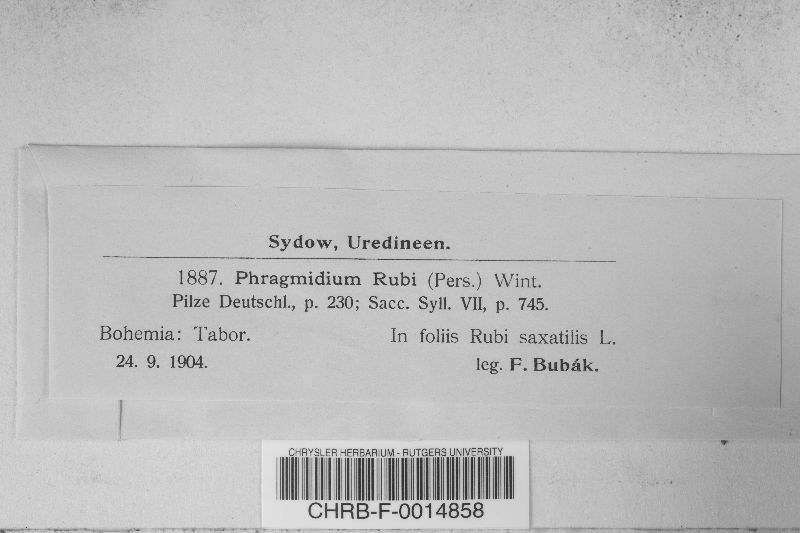 Sydow, Uredineen.
1887. Phragmidium Rubi (Pers.) Wint.
Pilze Deutschl., p. 230; Sacc. Syll. VII, p. 745.
Bohemia: Tabor. In foliis Rubi saxatilis L.
24. 9. 1904. leg. F. Bubák.
CHRYSLER HERBARIUM - RUTGERS UNIVERSITY
CHRB-F-0014858